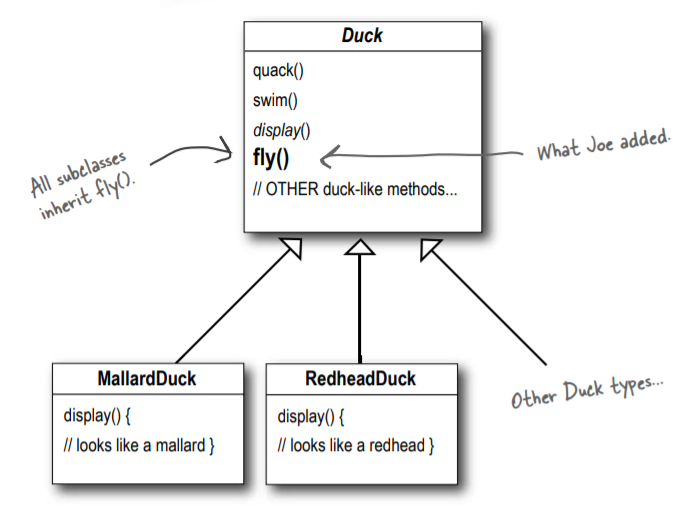 Duck
quack()
swim()
display()
fly()
// OTHER duck-like methods...
All subclasses
inherit fly().
What Joe added.
MallardDuck
display() {
// looks like a mallard }
RedheadDuck
display() {
// looks like a redhead }
Other Duck types...